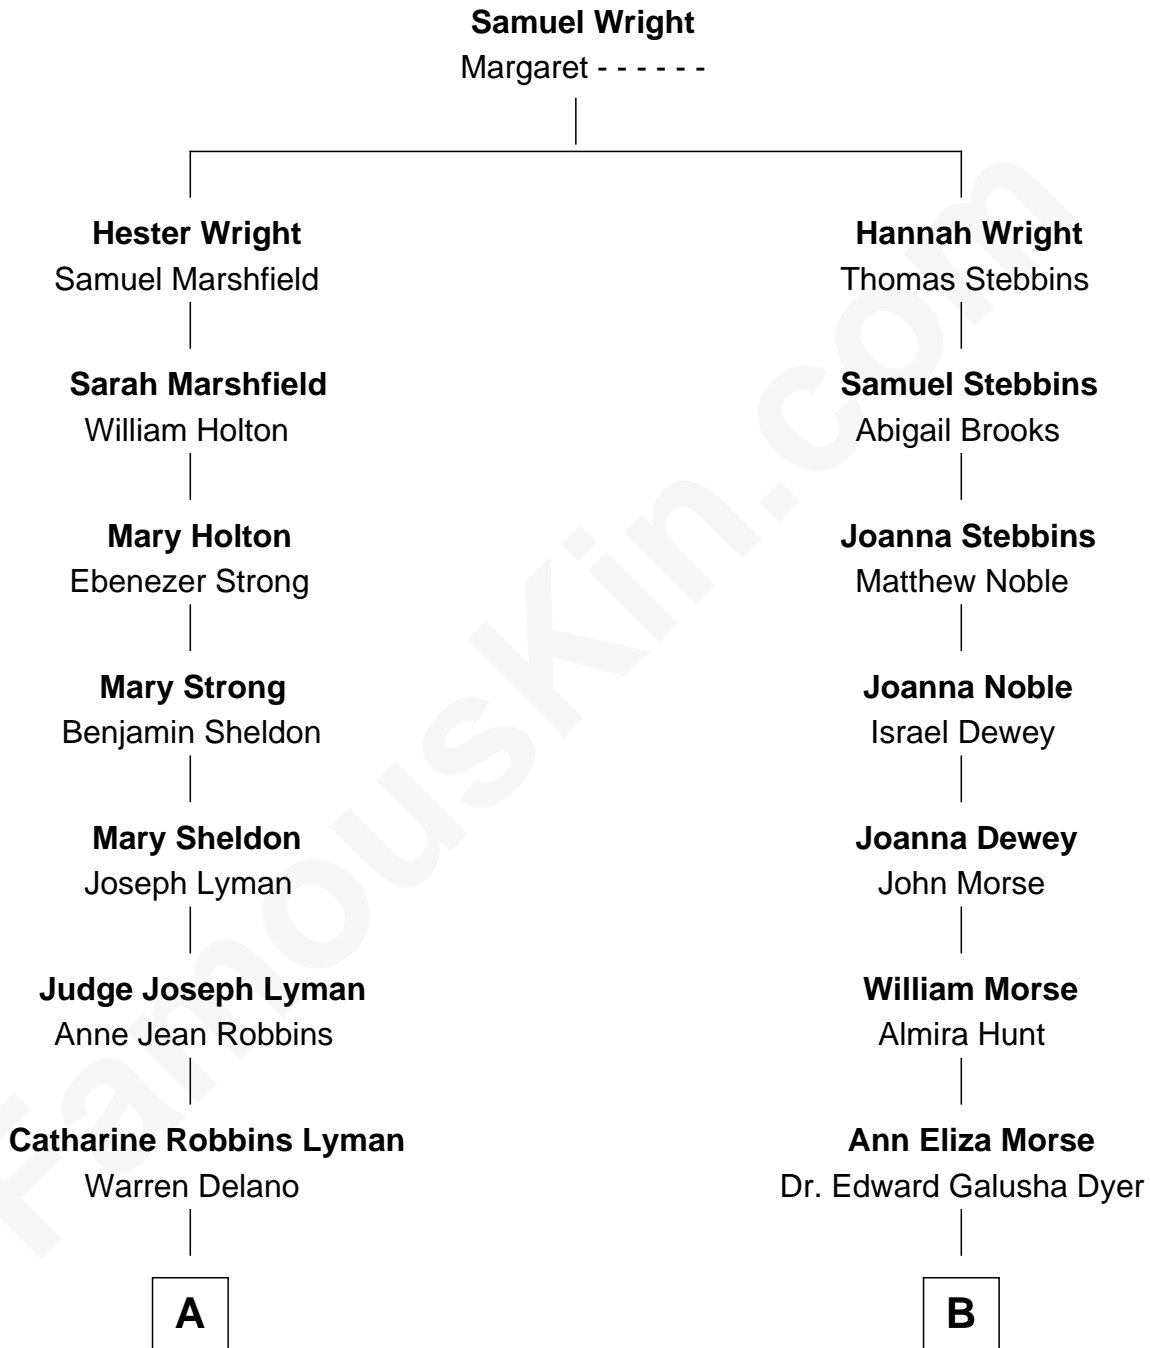 Samuel Wright
Margaret - - - - - -
Hester Wright
Samuel Marshfield
Sarah Marshfield
William Holton
Mary Holton
Ebenezer Strong
Mary Strong
Benjamin Sheldon
Mary Sheldon
Joseph Lyman
Judge Joseph Lyman
Anne Jean Robbins
Catharine Robbins Lyman
Warren Delano
A
Hannah Wright
Thomas Stebbins
Samuel Stebbins
Abigail Brooks
Joanna Stebbins
Matthew Noble
Joanna Noble
Israel Dewey
Joanna Dewey
John Morse
William Morse
Almira Hunt
Ann Eliza Morse
Dr. Edward Galusha Dyer
B
FamousKin.com